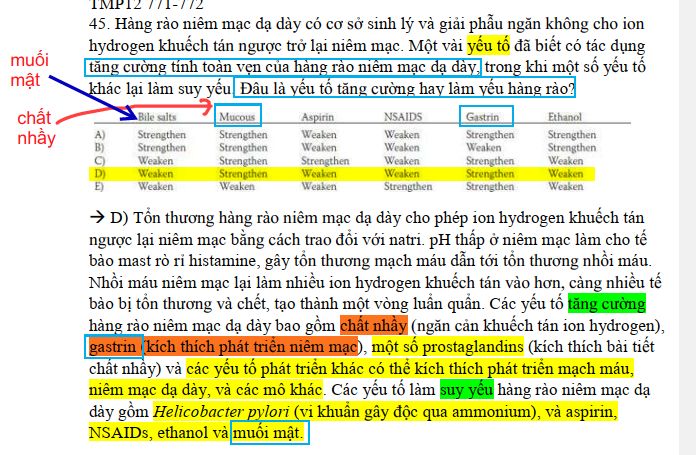 TMP12 771-772
45. Hàng rào niêm mạc dạ dày có cơ sở sinh lý và giải phẫu ngăn không cho ion
hydrogen khuếch tán ngược trở lại niêm mạc. Một vài yếu tố đã biết có tác dụng
tăng cường tính toàn vẹn của hàng rào niêm mạc dạ dày, trong khi một số yếu tố
khác lại làm suy yếu. Đâu là yếu tố tăng cường hay làm yếu hàng rào?
muối mật
chất nhầy
Bile salts Mucous Aspirin NSAIDS Gastrin Ethanol
A) Strengthen Strengthen Weaken Weaken Strengthen Strengthen
B) Strengthen Strengthen Weaken Weaken Weaken Strengthen
C) Weaken Strengthen Strengthen Weaken Strengthen Weaken
D) Weaken Strengthen Weaken Weaken Strengthen Weaken
E) Weaken Weaken Weaken Strengthen Strengthen Weaken
→ D) Tổn thương hàng rào niêm mạc dạ dày cho phép ion hydrogen khuếch tán
ngược lại niêm mạc bằng cách trao đổi với natri. pH thấp ở niêm mạc làm cho tế
bào mast rò rỉ histamine, gây tổn thương mạch máu dẫn tới tổn thương nhồi máu.
Nhồi máu niêm mạc lại làm nhiều ion hydrogen khuếch tán vào hơn, càng nhiều tế
bào bị tổn thương và chết, tạo thành một vòng luẩn quẩn. Các yếu tố tăng cường
hàng rào niêm mạc dạ dày bao gồm chất nhầy (ngăn cản khuếch tán ion hydrogen),
gastrin (kích thích phát triển niêm mạc), một số prostaglandins (kích thích bài tiết
chất nhầy) và các yếu tố phát triển khác có thể kích thích phát triển mạch máu,
niêm mạc dạ dày, và các mô khác. Các yếu tố làm suy yếu hàng rào niêm mạc dạ
dày gồm Helicobacter pylori (vi khuẩn gây độc qua ammonium), và aspirin,
NSAIDs, ethanol và muối mật.